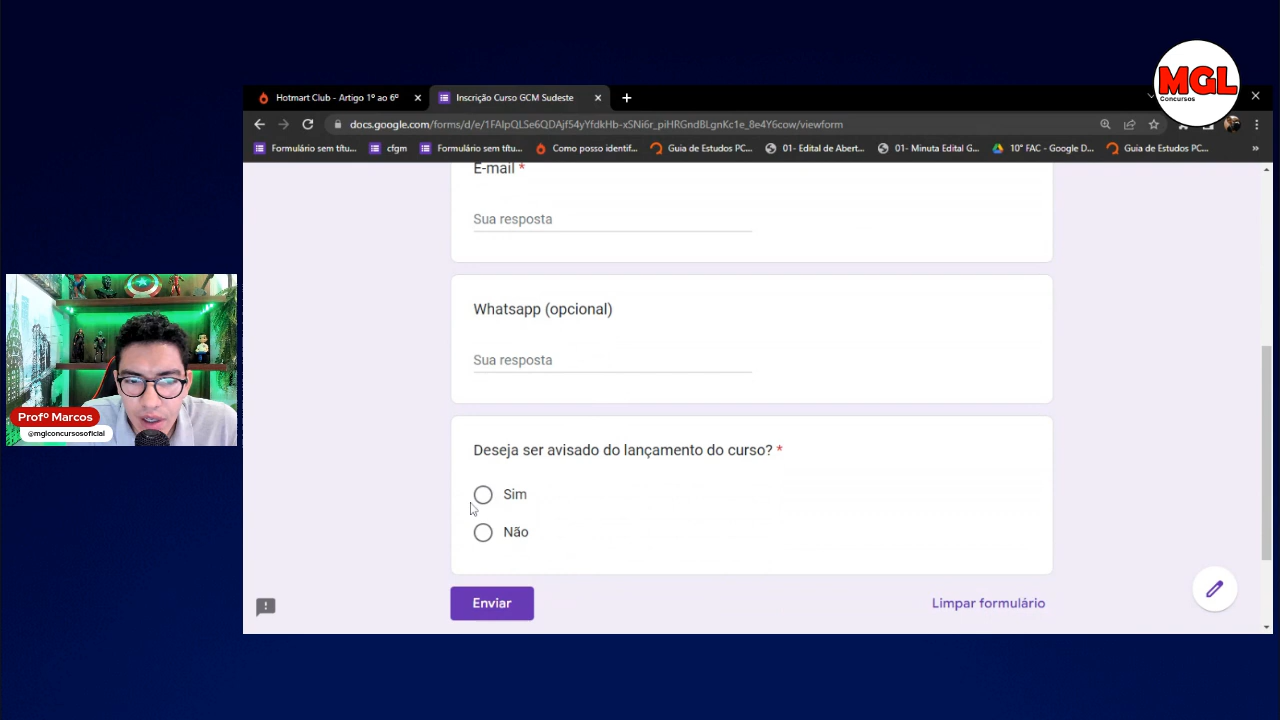 MGL
Concursos
Hotmart Club - Artigo 1º ao 6º
Inscrição Curso GCM Sudeste
docs.google.com/forms/d/e/1FAIpQLSe6QDAjf54yYfdkHb-xSNi6r_piHRGndBLgnKc1e_8e4Y6cow/viewform
Formulário sem títu...
cfgm
Formulário sem títu...
Como posso identif...
Guia de Estudos PC...
01- Edital de Abert...
01- Minuta Edital G...
10° FAC - Google D...
Guia de Estudos PC...
E-mail *
Sua resposta
Whatsapp (opcional)
Sua resposta
Profº Marcos
@mglconcursosoficial
Deseja ser avisado do lançamento do curso? *
Sim
Não
Enviar
Limpar formulário